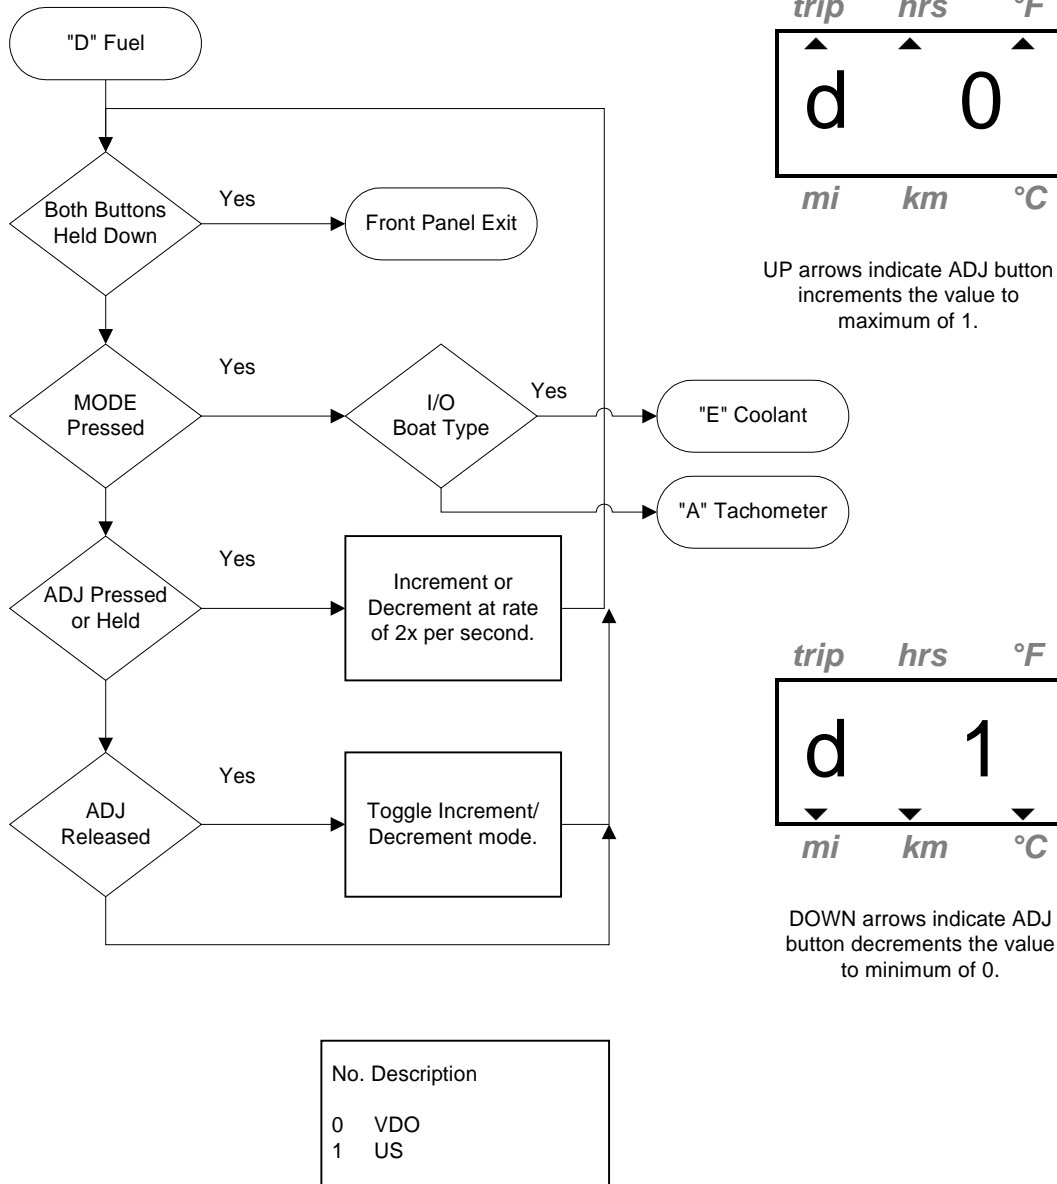 "D" Fuel
trip hrs °F
d 0
mi km °C
UP arrows indicate ADJ button
increments the value to
maximum of 1.
Both Buttons
Held Down
Yes
Front Panel Exit
MODE
Pressed
Yes
I/O
Boat Type
Yes
"E" Coolant
"A" Tachometer
ADJ Pressed
or Held
Yes
Increment or
Decrement at rate
of 2x per second.
ADJ
Released
Yes
Toggle Increment/
Decrement mode.
trip hrs °F
d 1
mi km °C
DOWN arrows indicate ADJ
button decrements the value
to minimum of 0.
No. Description
0 VDO
1 US